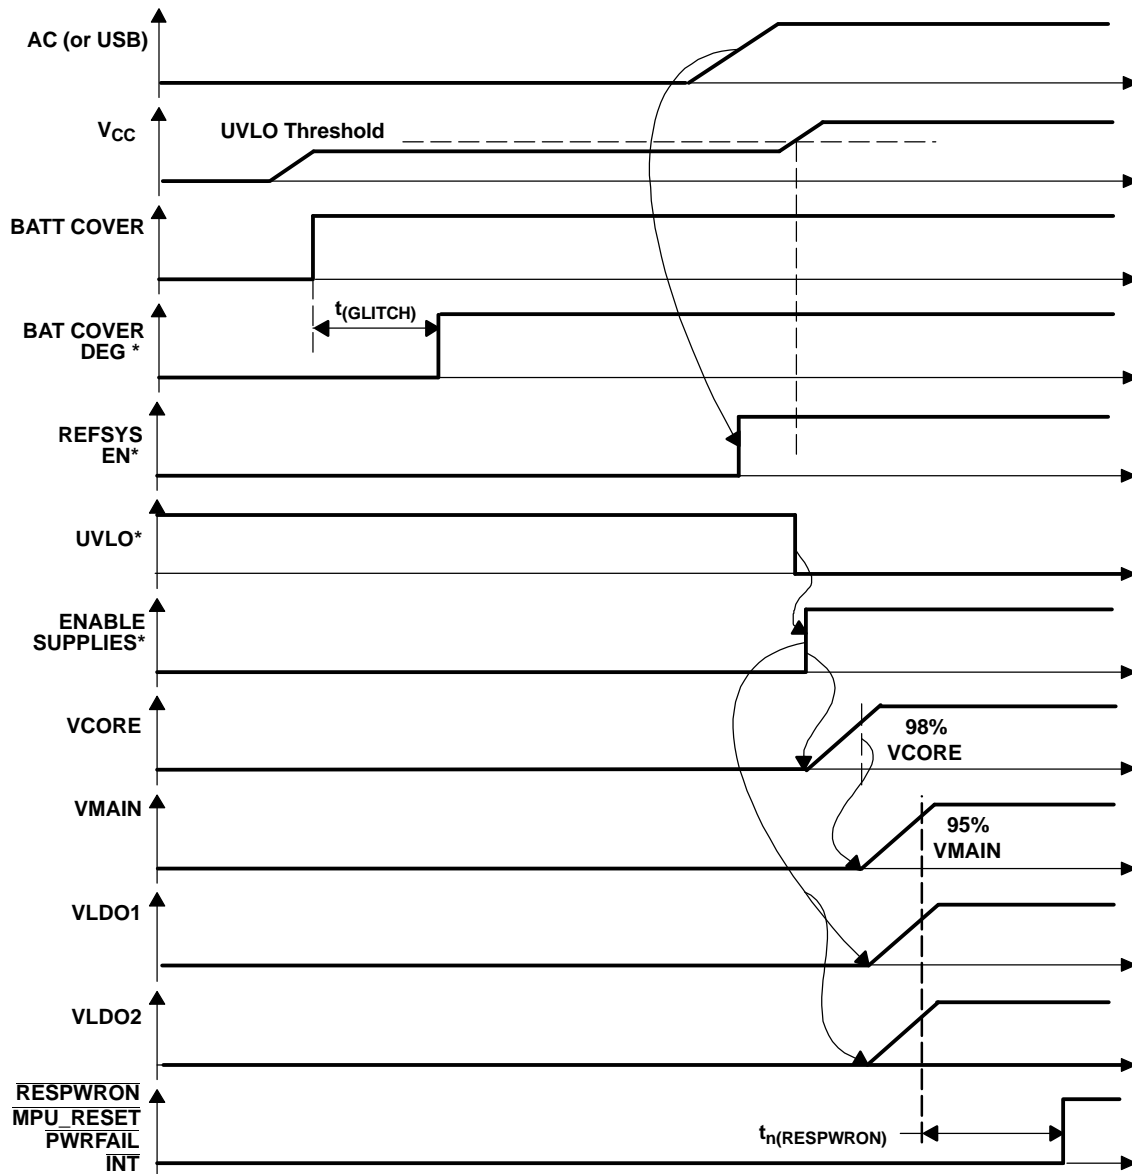 AC (or USB)
VCC
UVLO Threshold
BATT COVER
t(GLITCH)
BAT COVER
DEG *
REFSYS
EN*
UVLO*
ENABLE
SUPPLIES*
VCORE
98%
VCORE
VMAIN
95%
VMAIN
VLDO1
VLDO2
RESPWRON
MPU_RESET
PWRFAIL
INT
tn(RESPWRON)